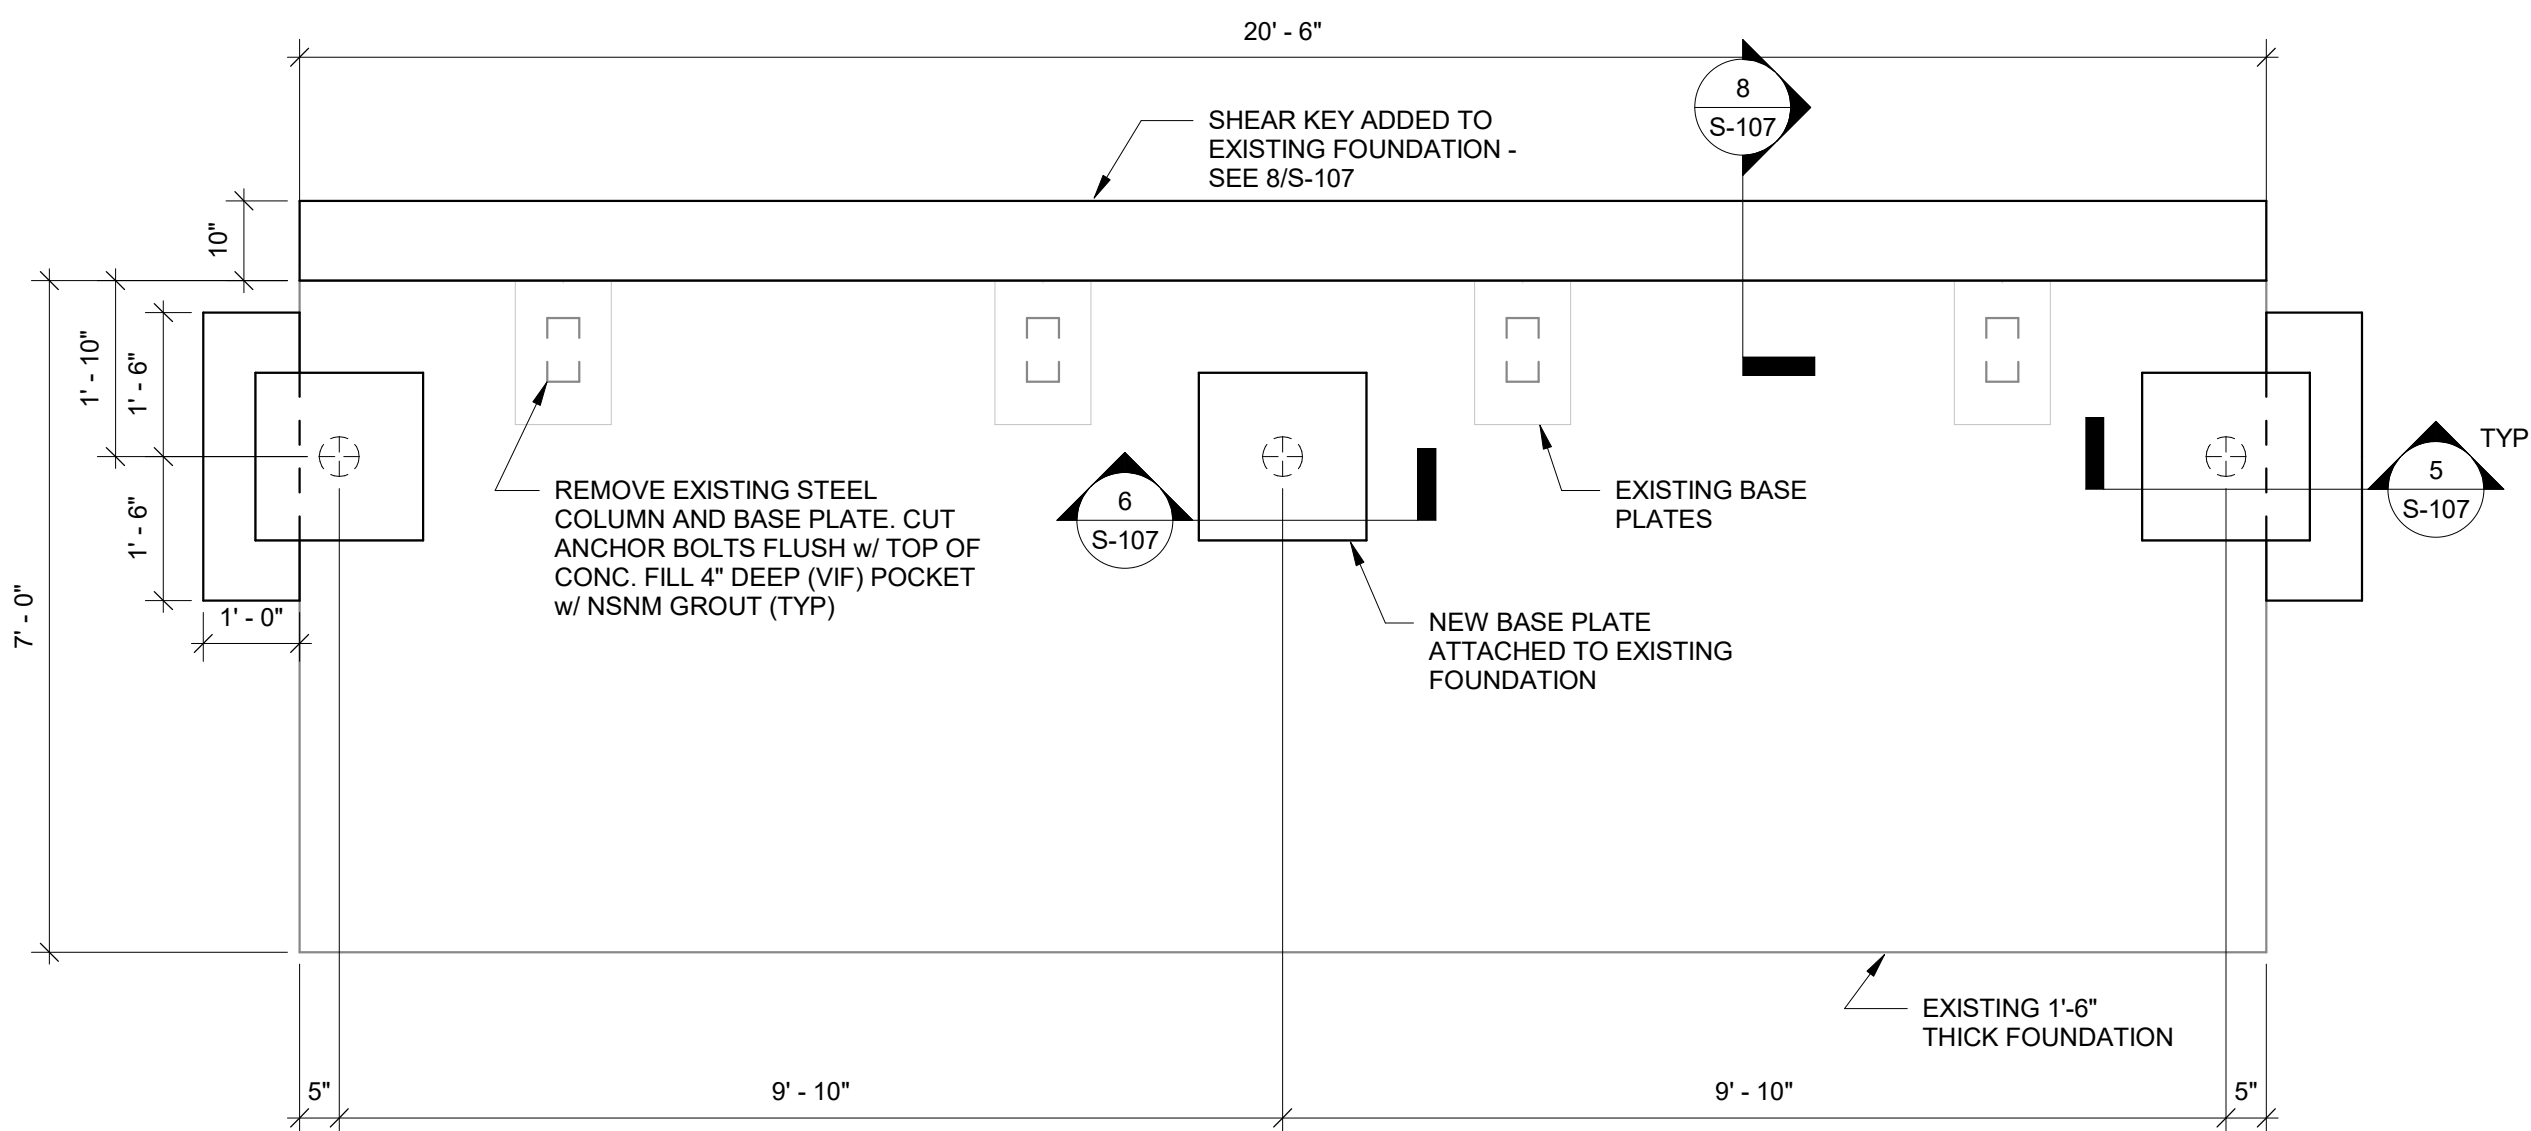 20' - 6"
8
S-107
SHEAR KEY ADDED TO
EXISTING FOUNDATION -
SEE 8/S-107
10"
1' - 10"
1' - 6"
1' - 6"
7' - 0"
1' - 0"
REMOVE EXISTING STEEL
COLUMN AND BASE PLATE. CUT
ANCHOR BOLTS FLUSH w/ TOP OF
CONC. FILL 4" DEEP (VIF) POCKET
w/ NSNM GROUT (TYP)
6
S-107
EXISTING BASE
PLATES
TYP
5
S-107
NEW BASE PLATE
ATTACHED TO EXISTING
FOUNDATION
EXISTING 1'-6"
THICK FOUNDATION
5"
9' - 10"
9' - 10"
5"